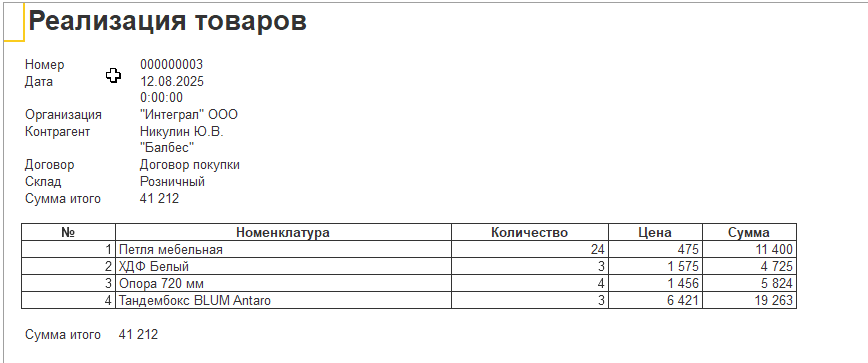 Реализация товаров
Номер 000000003
Дата 12.08.2025
0:00:00
Организация "Интеграл" ООО
Контрагент Никулин Ю.В.
"Балбес"
Договор Договор покупки
Склад Розничный
Сумма итого 41 212
№ Номенклатура Количество Цена Сумма
1 Петля мебельная 24 475 11 400
2 ХДФ Белый 3 1 575 4 725
3 Опора 720 мм 4 1 456 5 824
4 Тандембокс BLUM Antaro 3 6 421 19 263
Сумма итого 41 212